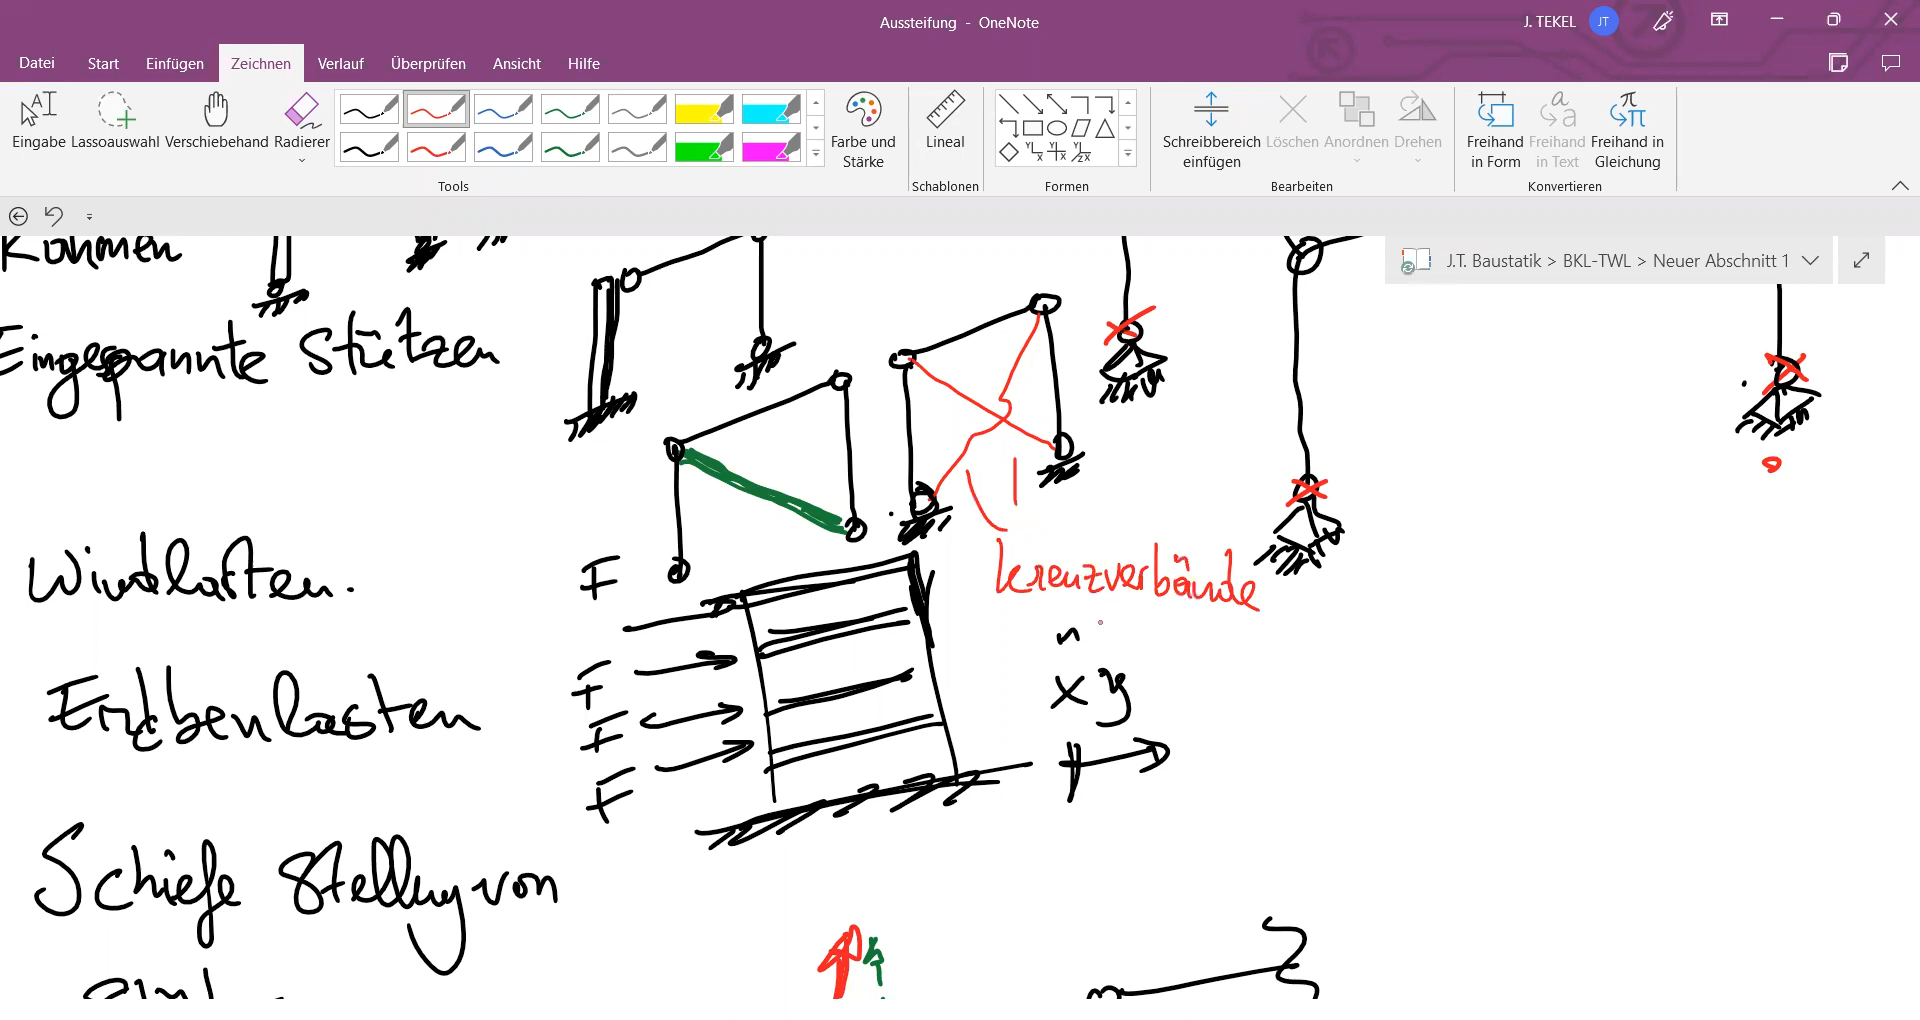 Aussteifung - OneNote
J. TEKEL
JT
Datei Start Einfügen Zeichnen Verlauf Überprüfen Ansicht Hilfe
Eingabe Lassoauswahl Verschiebehand Radierer
Farbe und Stärke
Lineal
Schreibbereich einfügen
Löschen Anordnen Drehen
Freihand in Form
Freihand in Text
Freihand in Gleichung
Tools Schablonen Formen Bearbeiten Konvertieren
J.T. Baustatik > BKL-TWL > Neuer Abschnitt 1
Eingespannte Stützen
Windlasten.
F
Kreuzverbände
n
F
x y
Erdbenlasten
F
F
Schiefe Stellung von